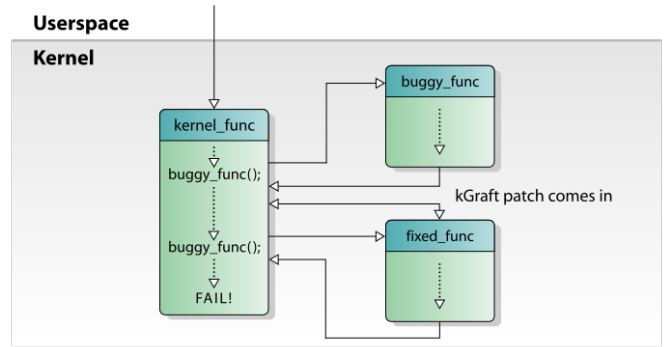 Userspace
Kernel
kernel_func
buggy_func();
buggy_func();
FAIL!
buggy_func
kGraft patch comes in
fixed_func